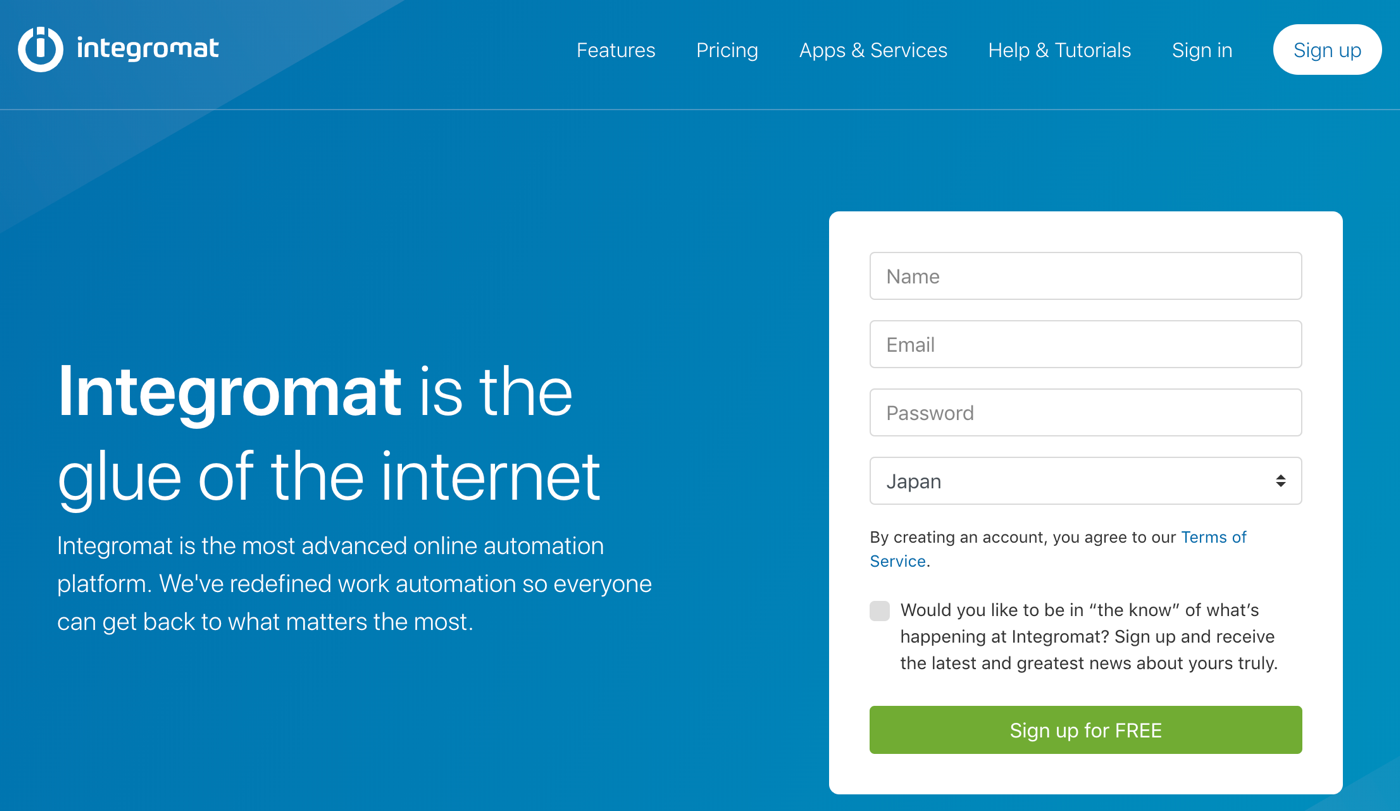 integromat
Features
Pricing
Apps & Services
Help & Tutorials
Sign in
Sign up
Integromat is the
glue of the internet
Integromat is the most advanced online automation
platform. We've redefined work automation so everyone
can get back to what matters the most.
Name
Email
Password
Japan
By creating an account, you agree to our Terms of
Service.
Would you like to be in “the know” of what’s
happening at Integromat? Sign up and receive
the latest and greatest news about yours truly.
Sign up for FREE